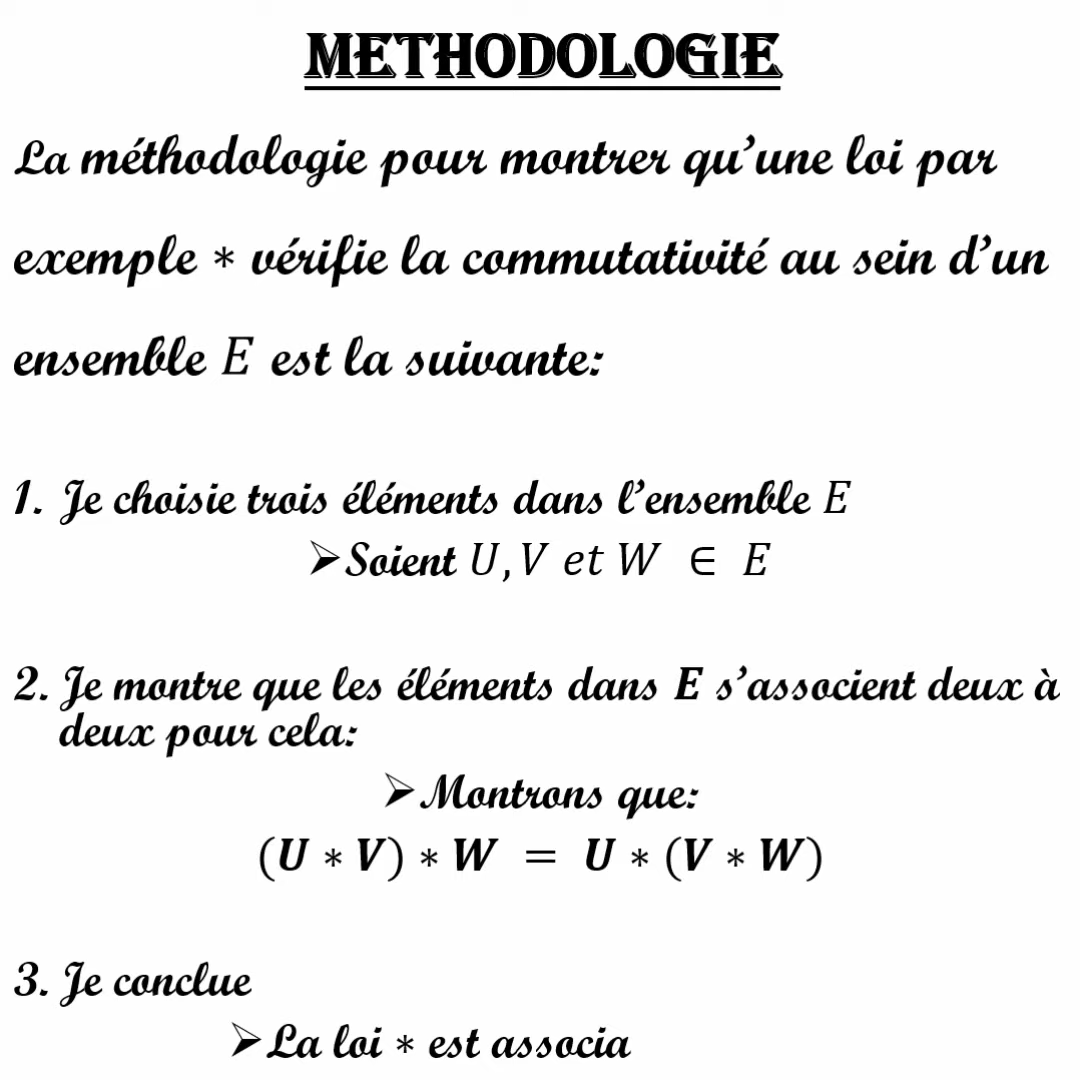 METHODOLOGIE
La méthodologie pour montrer qu'une loi par
exemple * vérifie la commutativité au sein d'un
ensemble E est la suivante:
1. Je choisie trois éléments dans l'ensemble E
➢Soient U, V et W ∈ E
2. Je montre que les éléments dans E s'associent deux à
deux pour cela:
➢Montrons que:
(U * V) * W = U * (V * W)
3. Je conclue
➢La loi * est associa